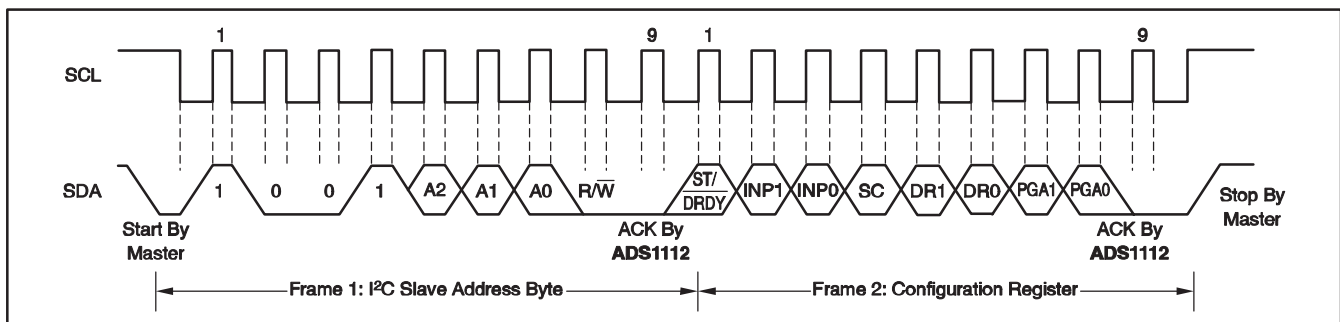 1 9 1 9
SCL
SDA
1 0 0 1 A2 A1 A0 R/W̅ ST/D̅R̅D̅Y̅ INP1 INP0 SC DR1 DR0 PGA1 PGA0
Start By
Master
ACK By
ADS1112
ACK By
ADS1112
Stop By
Master
Frame 1: I²C Slave Address Byte
Frame 2: Configuration Register